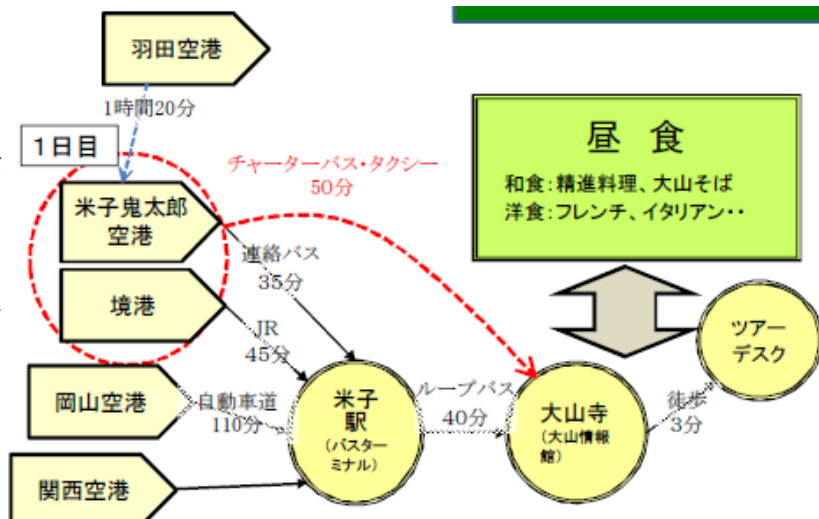 羽田空港
1時間20分
1日目
チャーターバス・タクシー
50分
昼 食
和食:精進料理、大山そば
洋食:フレンチ、イタリアン・・
米子鬼太郎
空港
連絡バス
35分
境港
JR
45分
ツアー
デスク
岡山空港
自動車道
110分
米子
駅
(バスター
ミナル)
ループバス
40分
大山寺
(大山情報
館)
徒歩
3分
関西空港